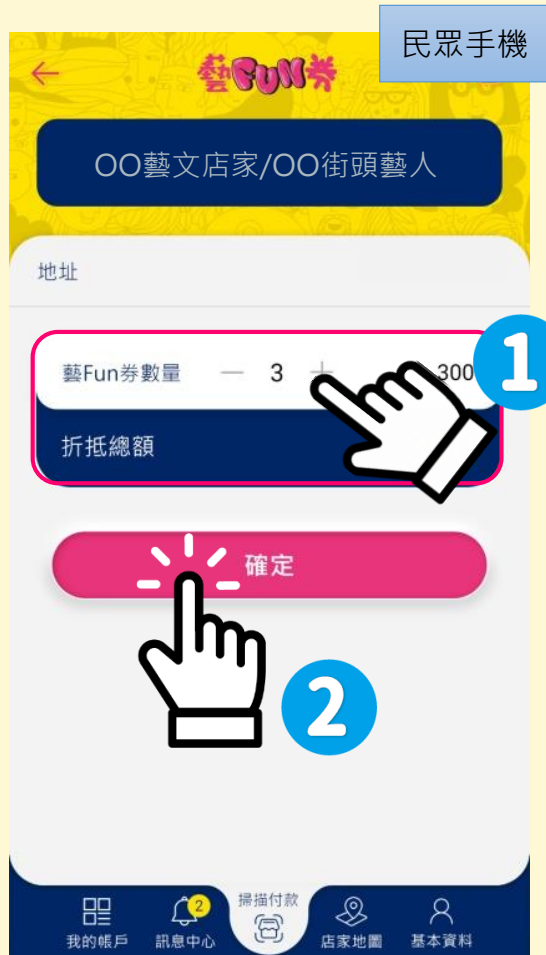 民眾手機
藝FUN券
OO藝文店家/OO街頭藝人
地址
藝Fun券數量 — 3 + 300
1
折抵總額
確定
2
2
掃描付款
我的帳戶 訊息中心 店家地圖 基本資料